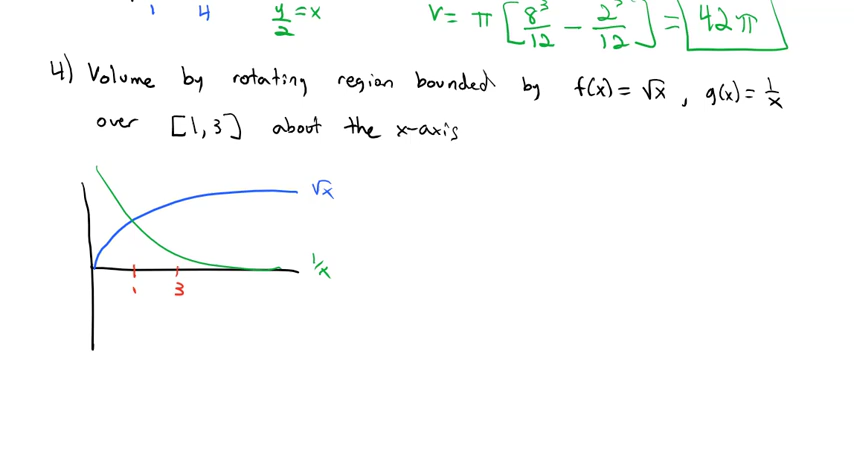 1 4 y/2 = x V = π [8³/12 − 2³/12] = 42π
4) Volume by rotating region bounded by f(x) = √x , g(x) = 1/x
over [1, 3] about the x-axis
√x
1/x
1 3